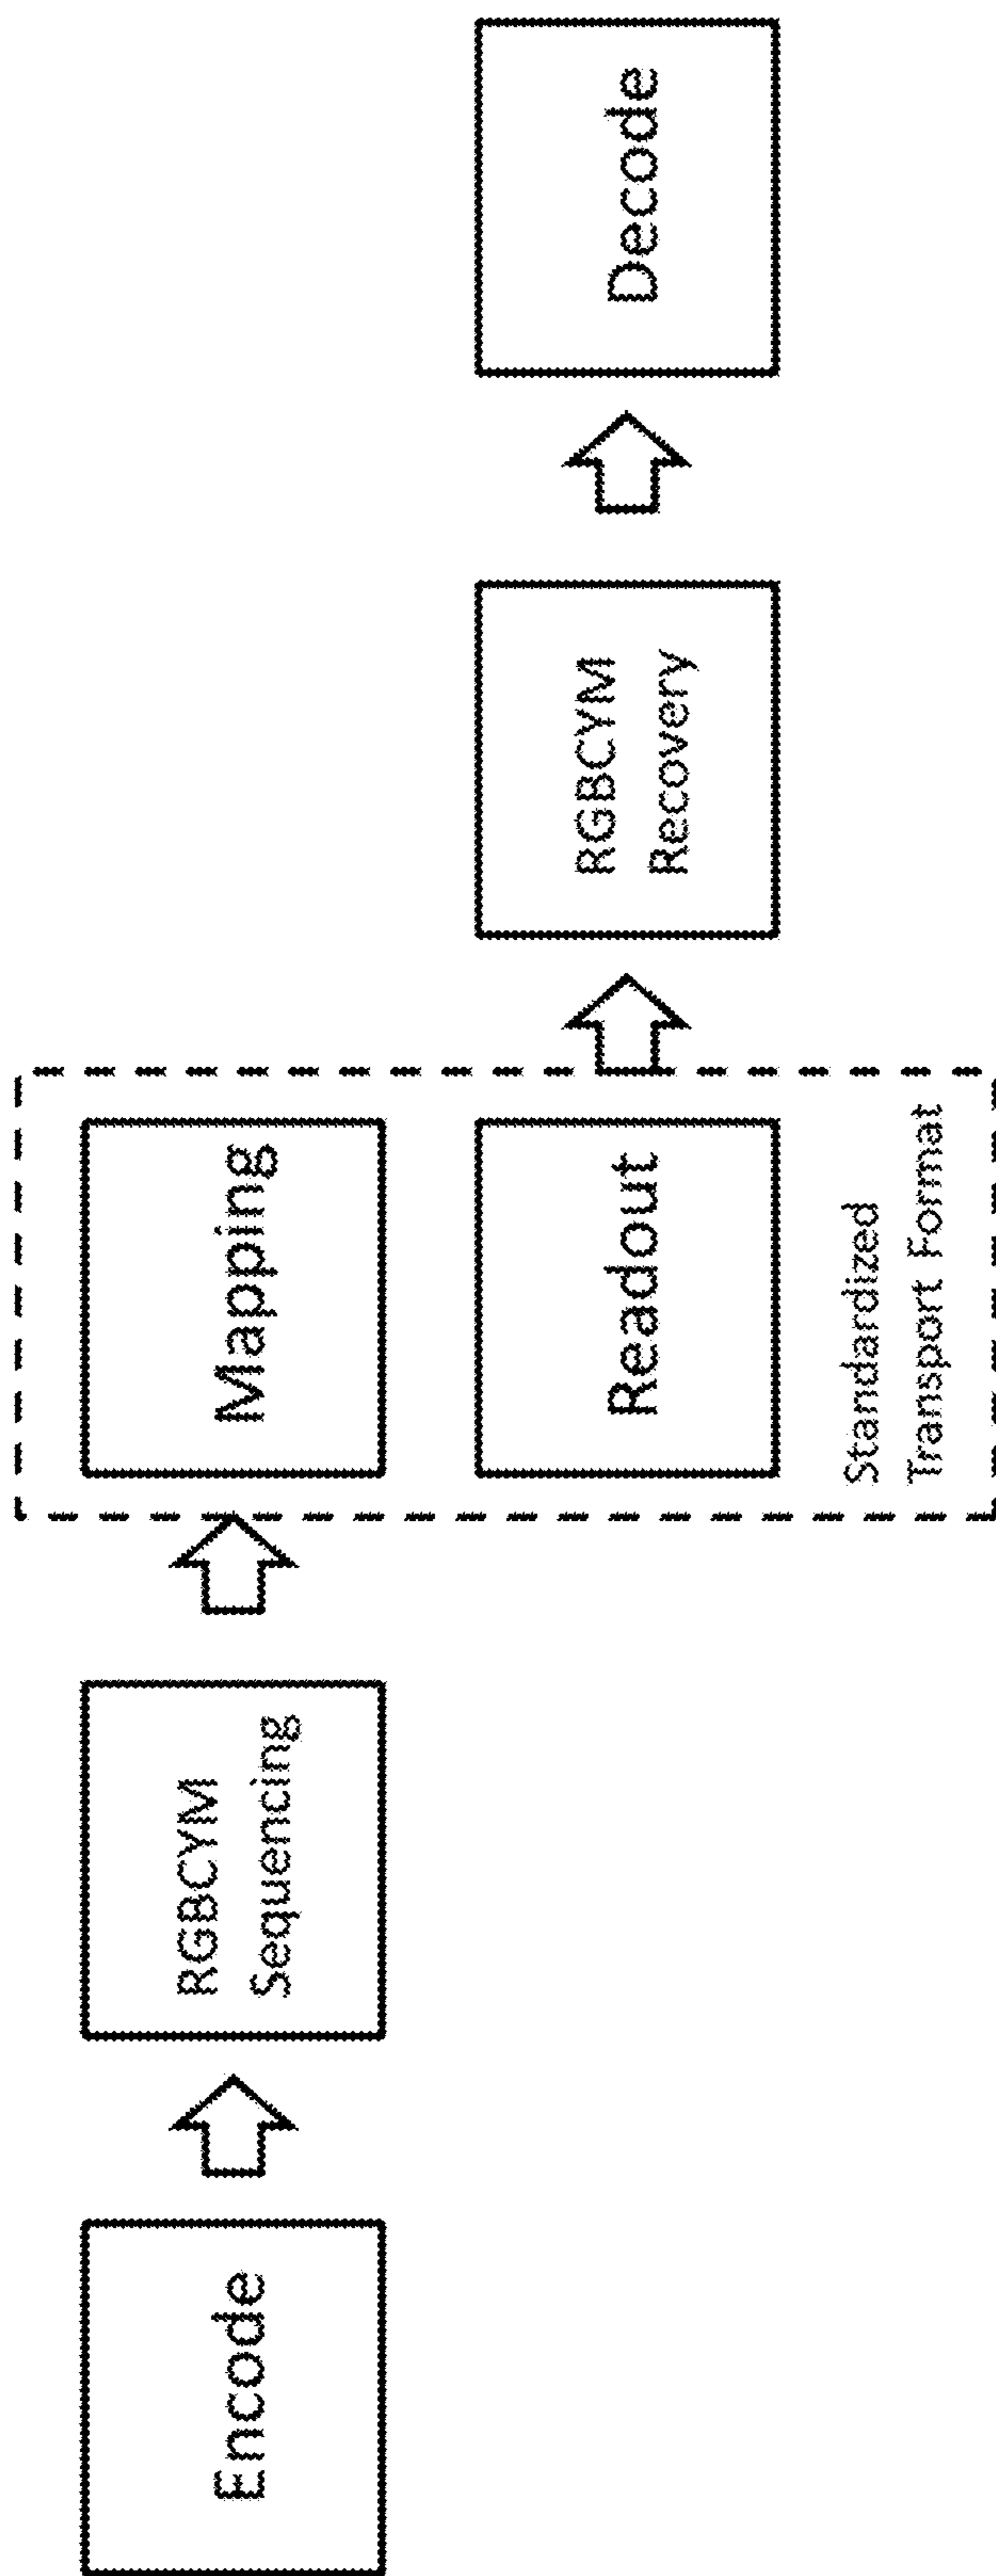 Encode
RGBCYM
Sequencing
Mapping
Readout
Standardized
Transport Format
RGBCYM
Recovery
Decode